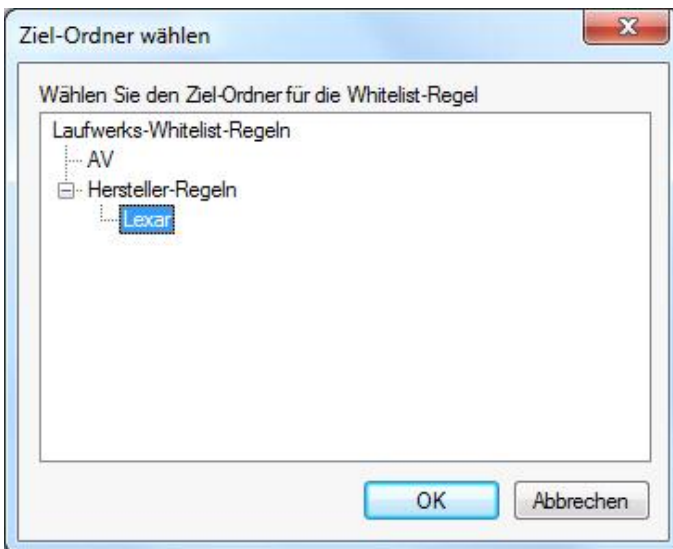 Ziel-Ordner wählen
Wählen Sie den Ziel-Ordner für die Whitelist-Regel
Laufwerks-Whitelist-Regeln
AV
Hersteller-Regeln
Lexar
OK Abbrechen